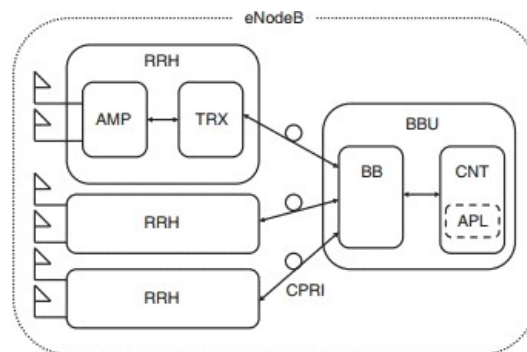 eNodeB
RRH
AMP
TRX
BBU
BB
CNT
APL
RRH
RRH
CPRI